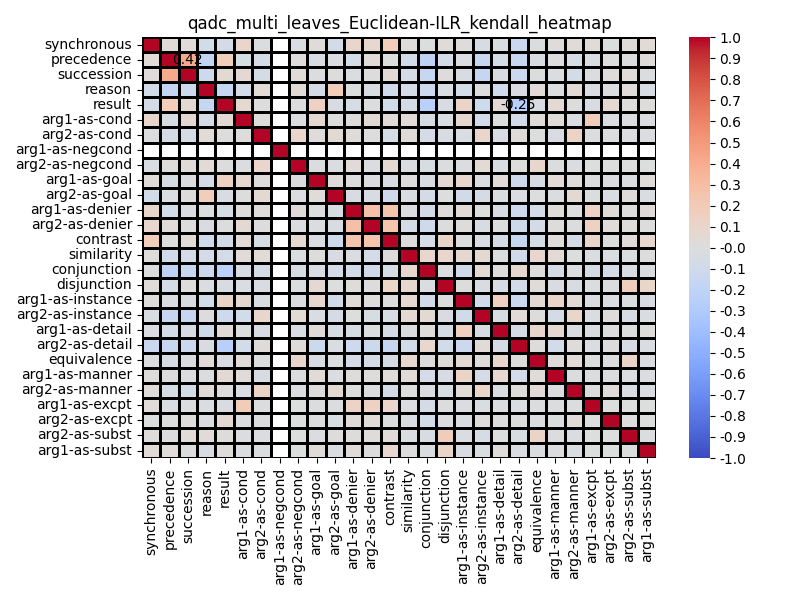 qadc_multi_leaves_Euclidean-ILR_kendall_heatmap
synchronous
precedence
succession
reason
result
arg1-as-cond
arg2-as-cond
arg1-as-negcond
arg2-as-negcond
arg1-as-goal
arg2-as-goal
arg1-as-denier
arg2-as-denier
contrast
similarity
conjunction
disjunction
arg1-as-instance
arg2-as-instance
arg1-as-detail
arg2-as-detail
equivalence
arg1-as-manner
arg2-as-manner
arg1-as-excpt
arg2-as-excpt
arg2-as-subst
arg1-as-subst
0.42
-0.26
synchronous
precedence
succession
reason
result
arg1-as-cond
arg2-as-cond
arg1-as-negcond
arg2-as-negcond
arg1-as-goal
arg2-as-goal
arg1-as-denier
arg2-as-denier
contrast
similarity
conjunction
disjunction
arg1-as-instance
arg2-as-instance
arg1-as-detail
arg2-as-detail
equivalence
arg1-as-manner
arg2-as-manner
arg1-as-excpt
arg2-as-excpt
arg2-as-subst
arg1-as-subst
1.0
0.9
0.8
0.7
0.6
0.5
0.4
0.3
0.2
0.1
-0.0
-0.1
-0.2
-0.3
-0.4
-0.5
-0.6
-0.7
-0.8
-0.9
-1.0